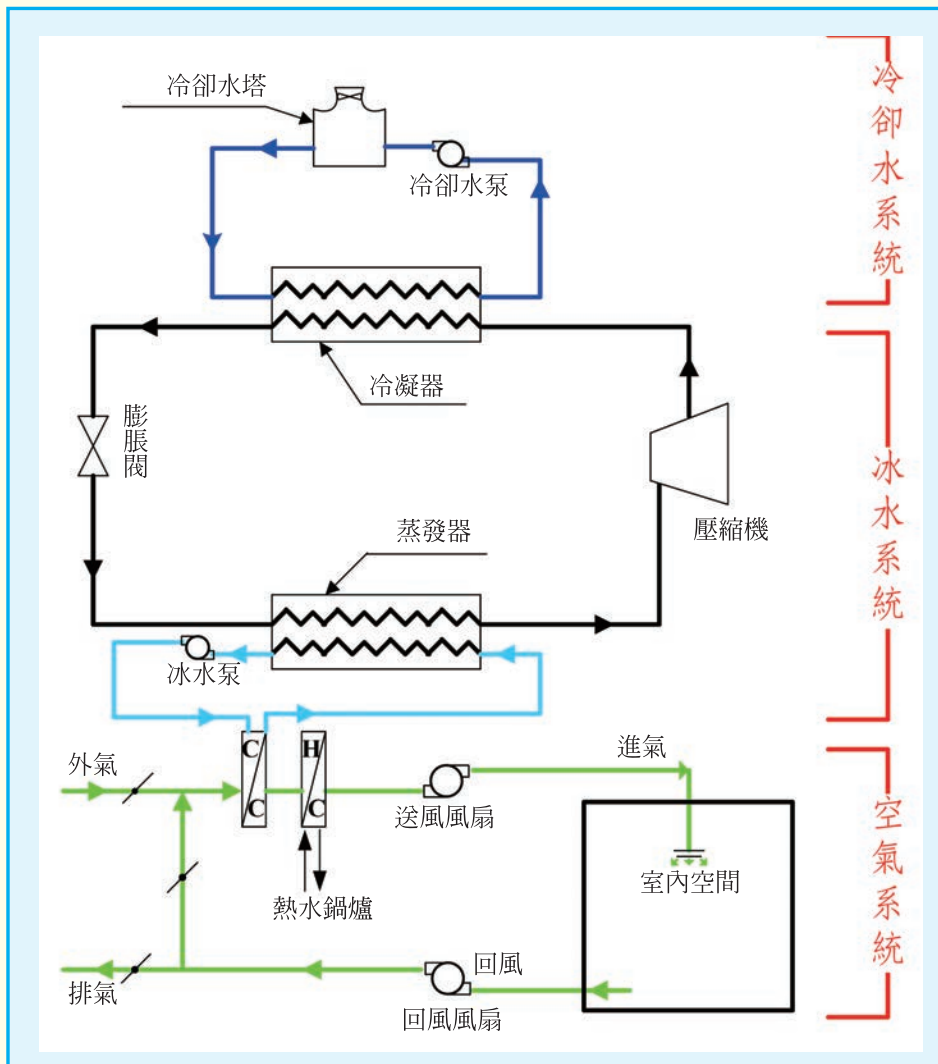 冷卻水塔
冷卻水泵
冷卻水系統
冷凝器
膨脹閥
壓縮機
蒸發器
冰水泵
冰水系統
C
C
H
C
外氣
進氣
送風風扇
室內空間
熱水鍋爐
回風
排氣
回風風扇
空氣系統